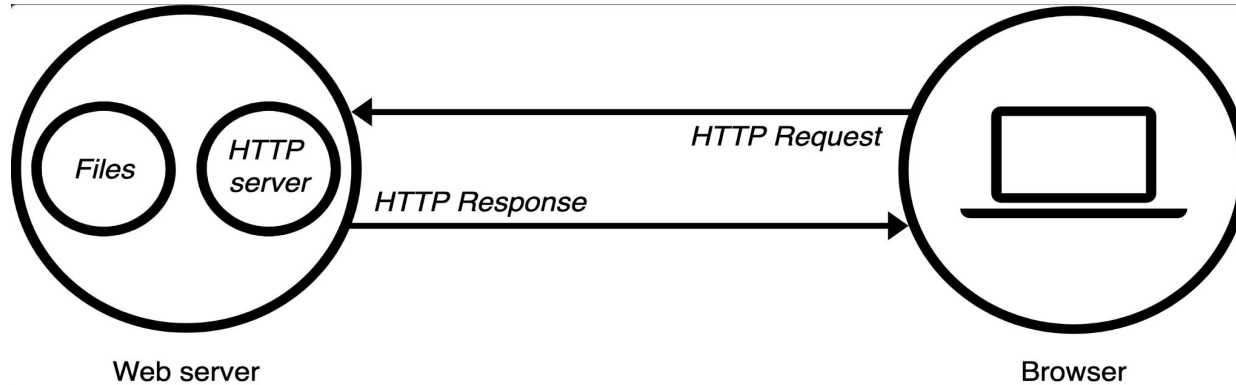 Files
HTTP
server
HTTP Request
HTTP Response
Web server
Browser